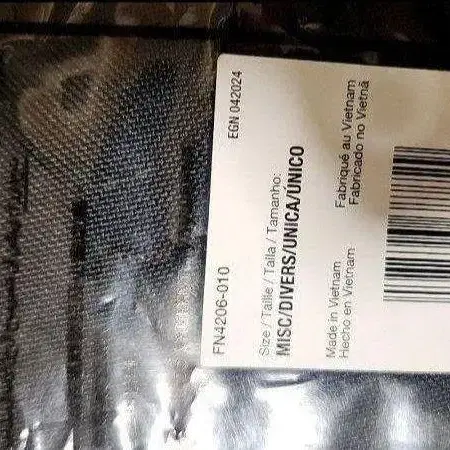 FN4206-010 EGN 042024
Size / Taille / Talla / Tamanho:
MISC/DIVERS/UNICA/ÚNICO
Made in Vietnam Fabriqué au Vietnam
Hecho en Vietnam Fabricado no Vietnã